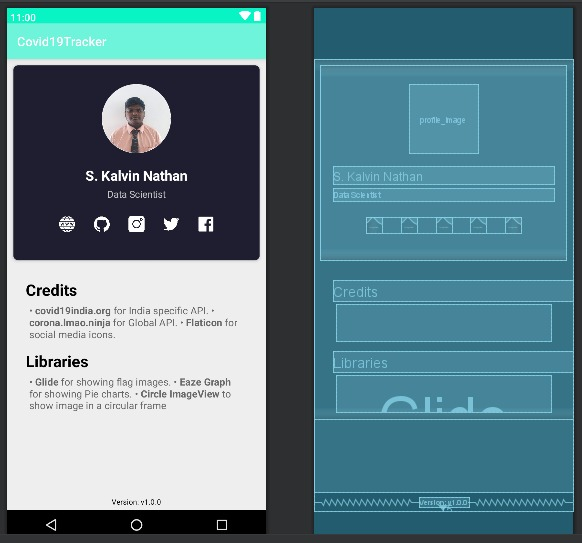 11:00
Covid19Tracker
S. Kalvin Nathan
Data Scientist
Credits
• covid19india.org for India specific API. •
corona.lmao.ninja for Global API. • Flaticon for
social media icons.
Libraries
• Glide for showing flag images. • Eaze Graph
for showing Pie charts. • Circle ImageView to
show image in a circular frame
Version: v1.0.0
profile_image
S. Kalvin Nathan
Data Scientist
Credits
Libraries
Glide
Version: v1.0.0